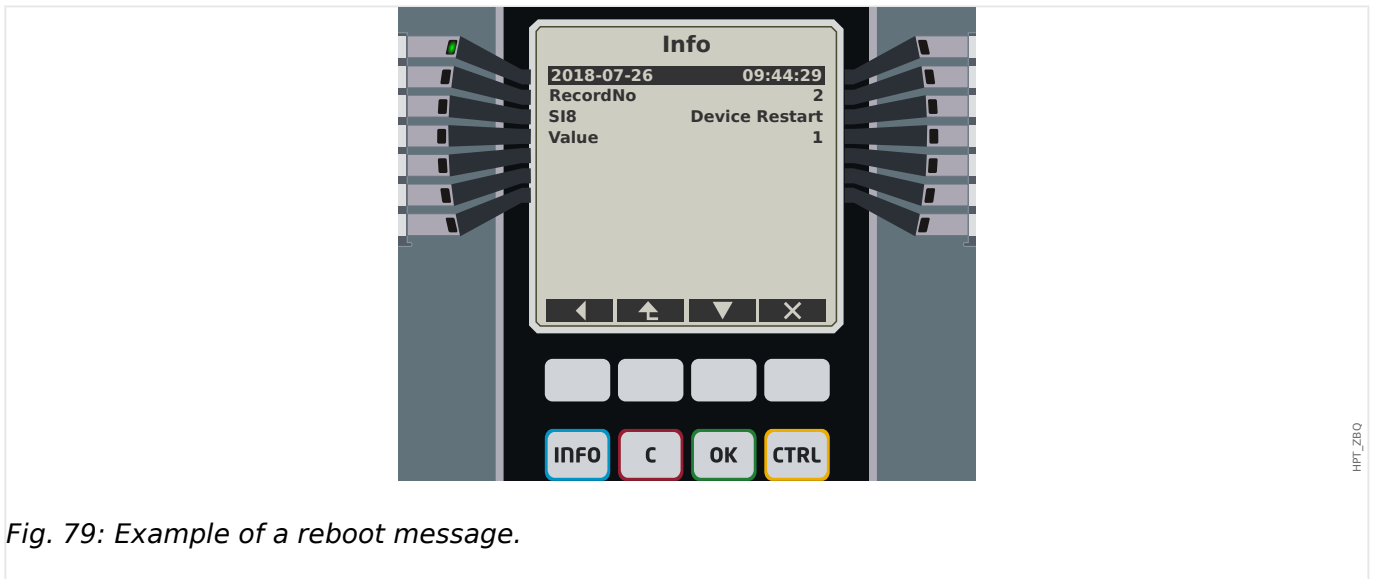 Info
2018-07-26 09:44:29
RecordNo 2
SI8 Device Restart
Value 1
INFO C OK CTRL
HPT_ZBQ
Fig. 79: Example of a reboot message.